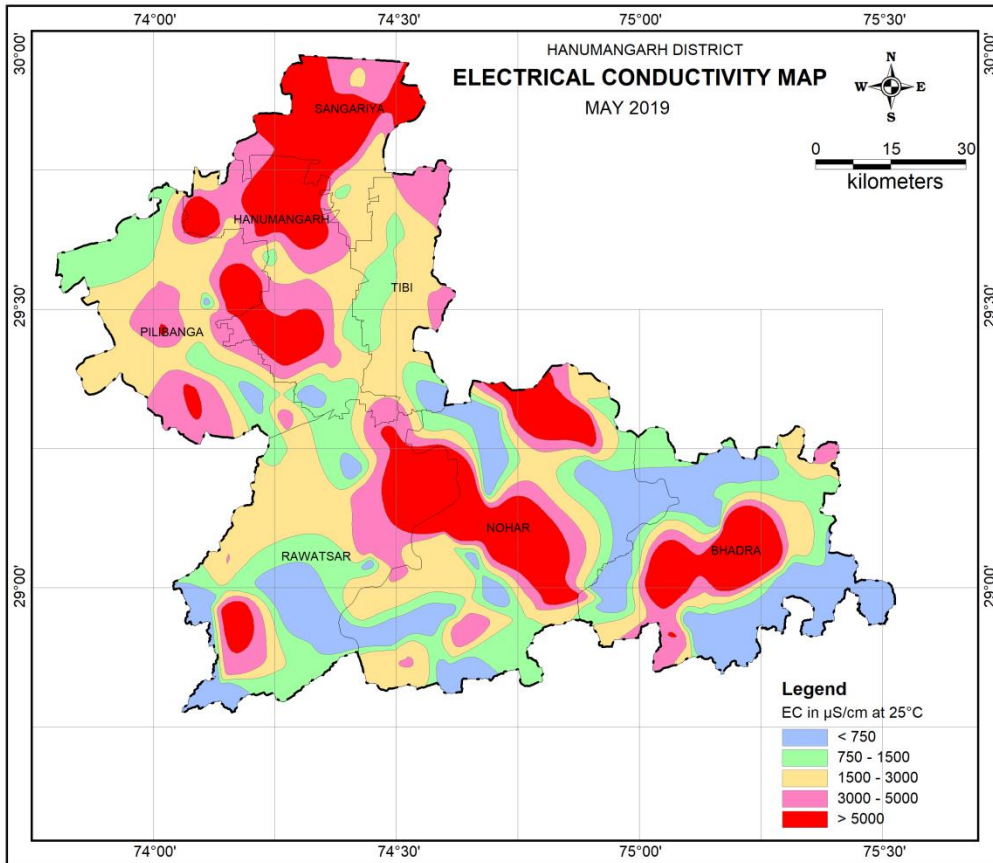 74°00' 74°30' 75°00' 75°30'
30°00'
30°00'
HANUMANGARH DISTRICT
ELECTRICAL CONDUCTIVITY MAP
MAY 2019
N
W E
S
0 15 30
kilometers
SANGARIYA
HANUMANGARH
TIBI
29°30'
29°30'
PILIBANGA
NOHAR
BHADRA
RAWATSAR
29°00'
29°00'
Legend
EC in µS/cm at 25°C
< 750
750 - 1500
1500 - 3000
3000 - 5000
> 5000
74°00' 74°30' 75°00' 75°30'